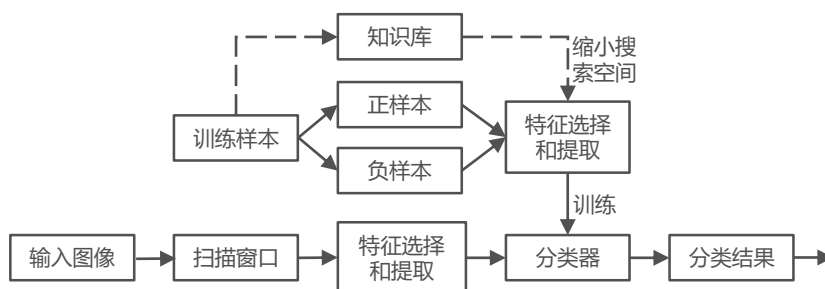 知识库
缩小搜
索空间
正样本
训练样本
特征选择
和提取
负样本
训练
输入图像
扫描窗口
特征选择
和提取
分类器
分类结果